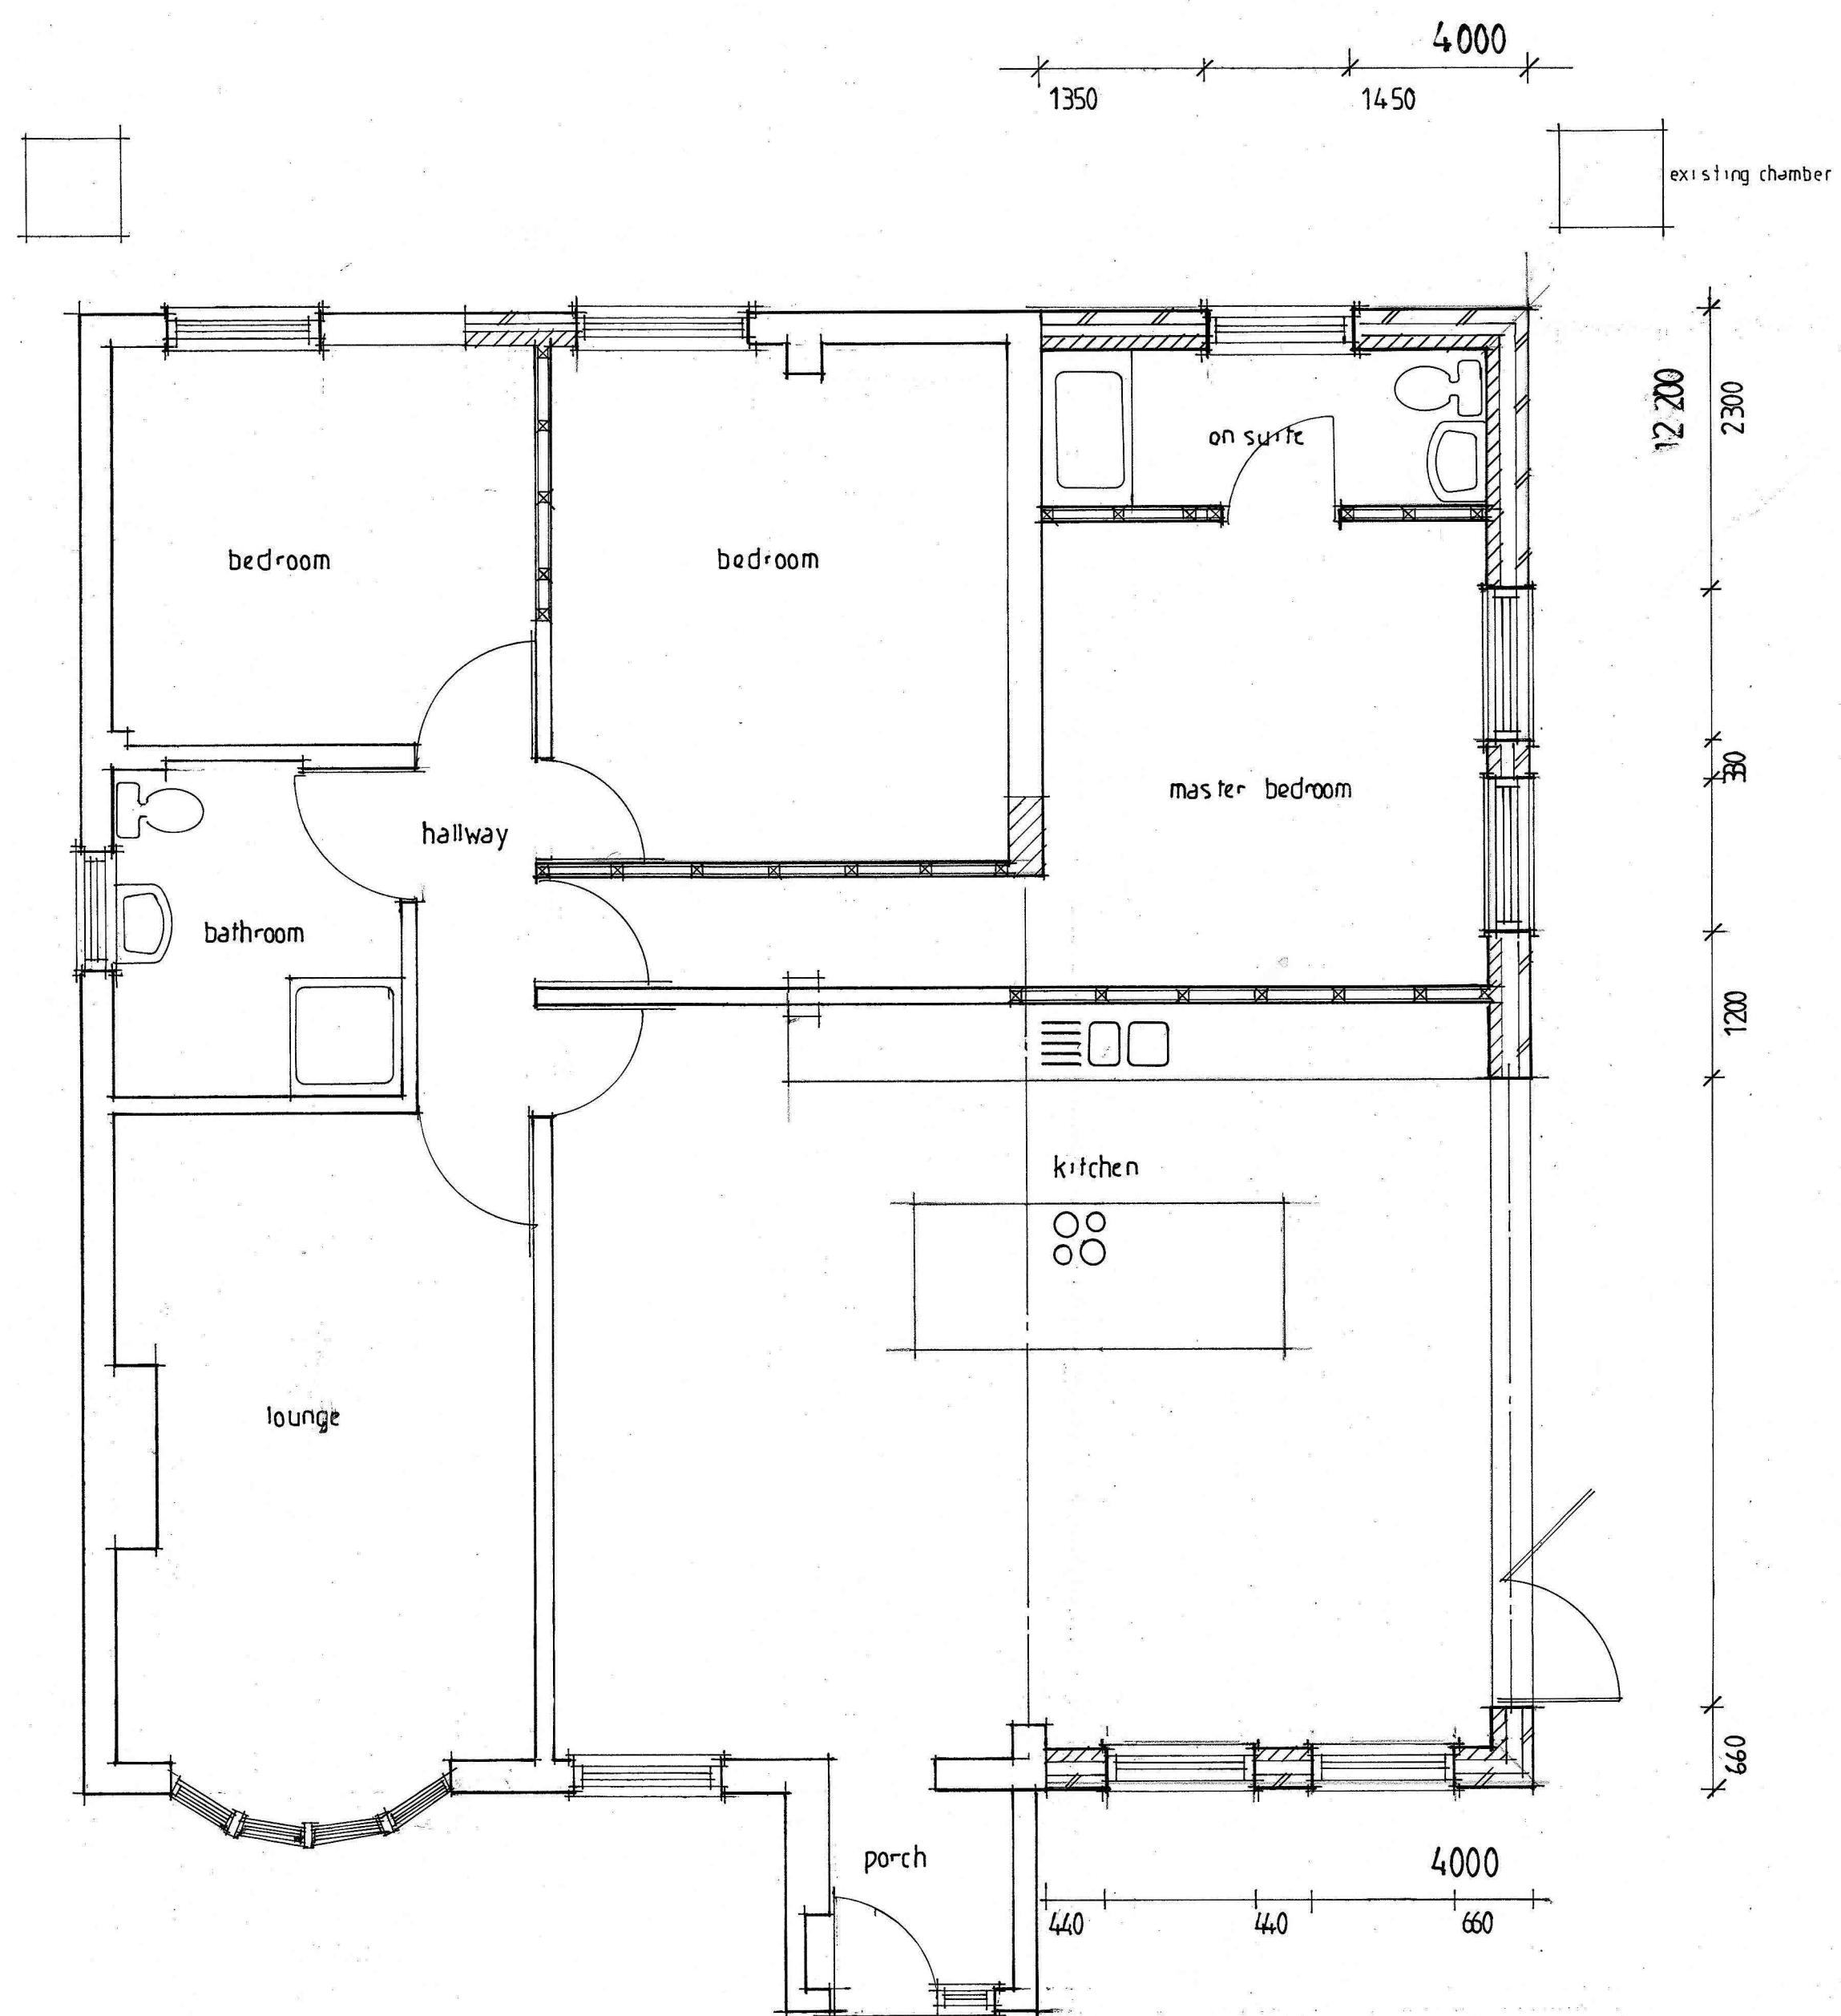 4000
1350 1450
existing chamber
12 200
2300
on suite
bedroom bedroom
330
master bedroom
hallway
bathroom
1200
kitchen
lounge
660
porch
4000
440 440 660